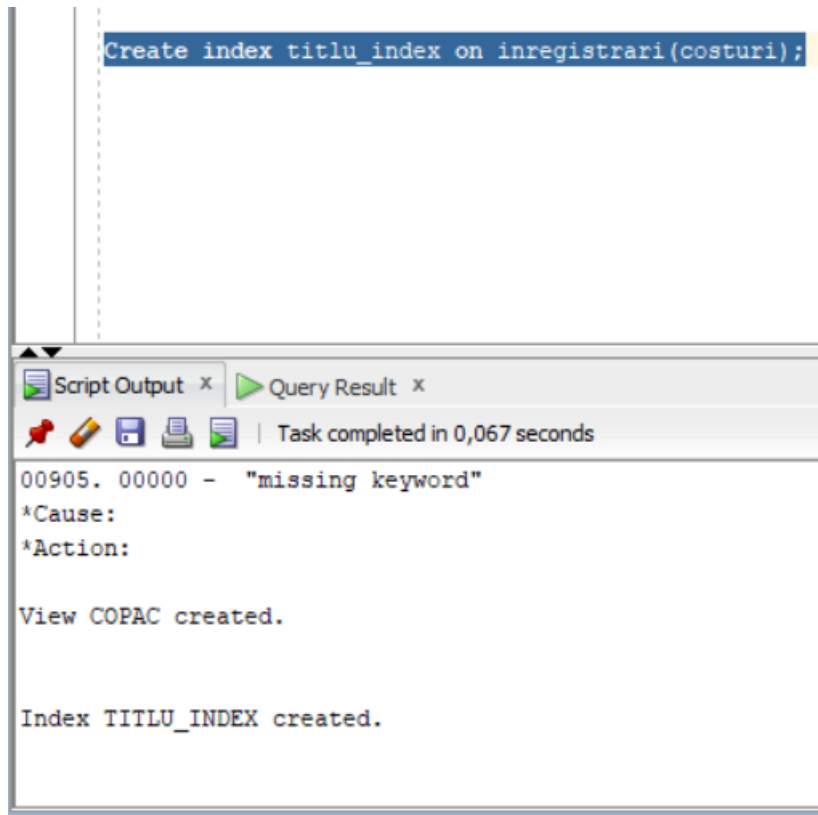 Create index titlu_index on inregistrari(costuri);
Script Output x Query Result x
Task completed in 0,067 seconds
00905. 00000 - "missing keyword"
*Cause:
*Action:
View COPAC created.
Index TITLU_INDEX created.